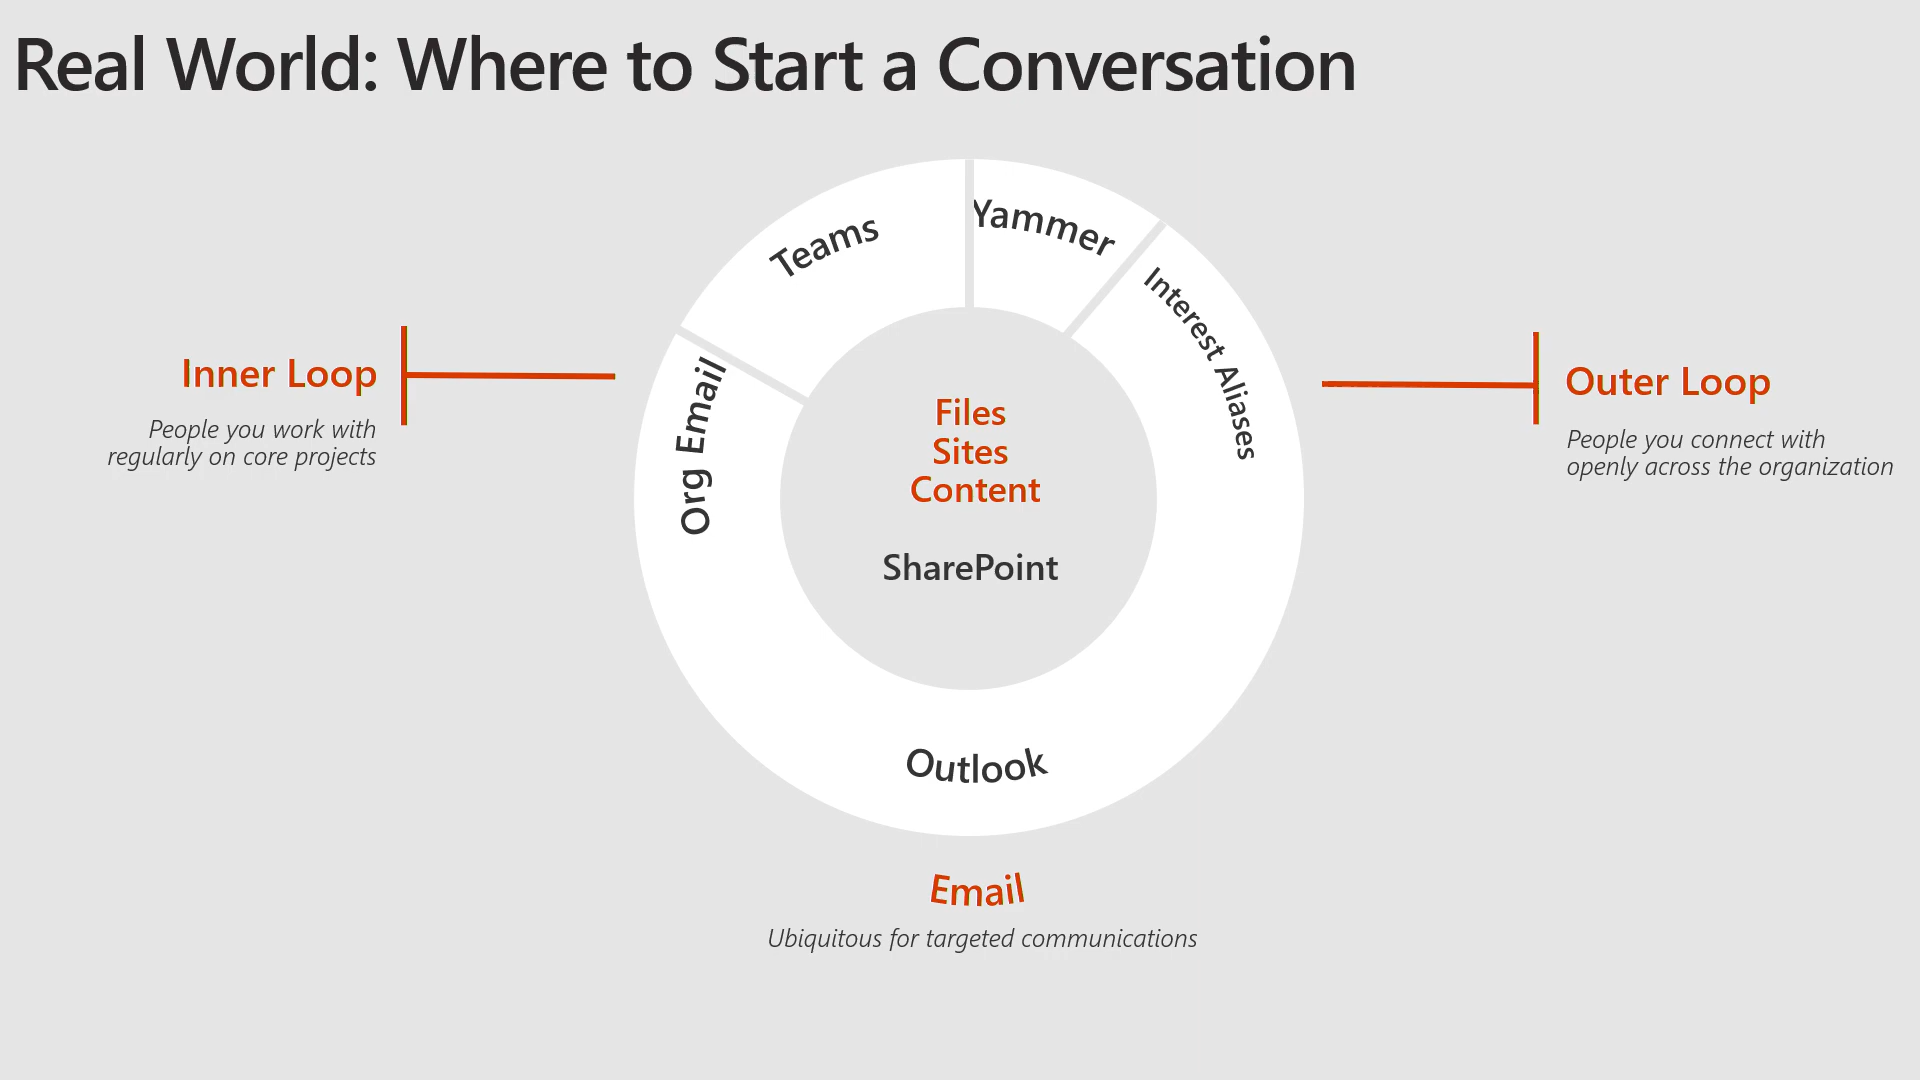 Real World: Where to Start a Conversation
Teams
Yammer
Interest Aliases
Org Email
Inner Loop
People you work with
regularly on core projects
Files
Sites
Content
SharePoint
Outer Loop
People you connect with
openly across the organization
Outlook
Email
Ubiquitous for targeted communications